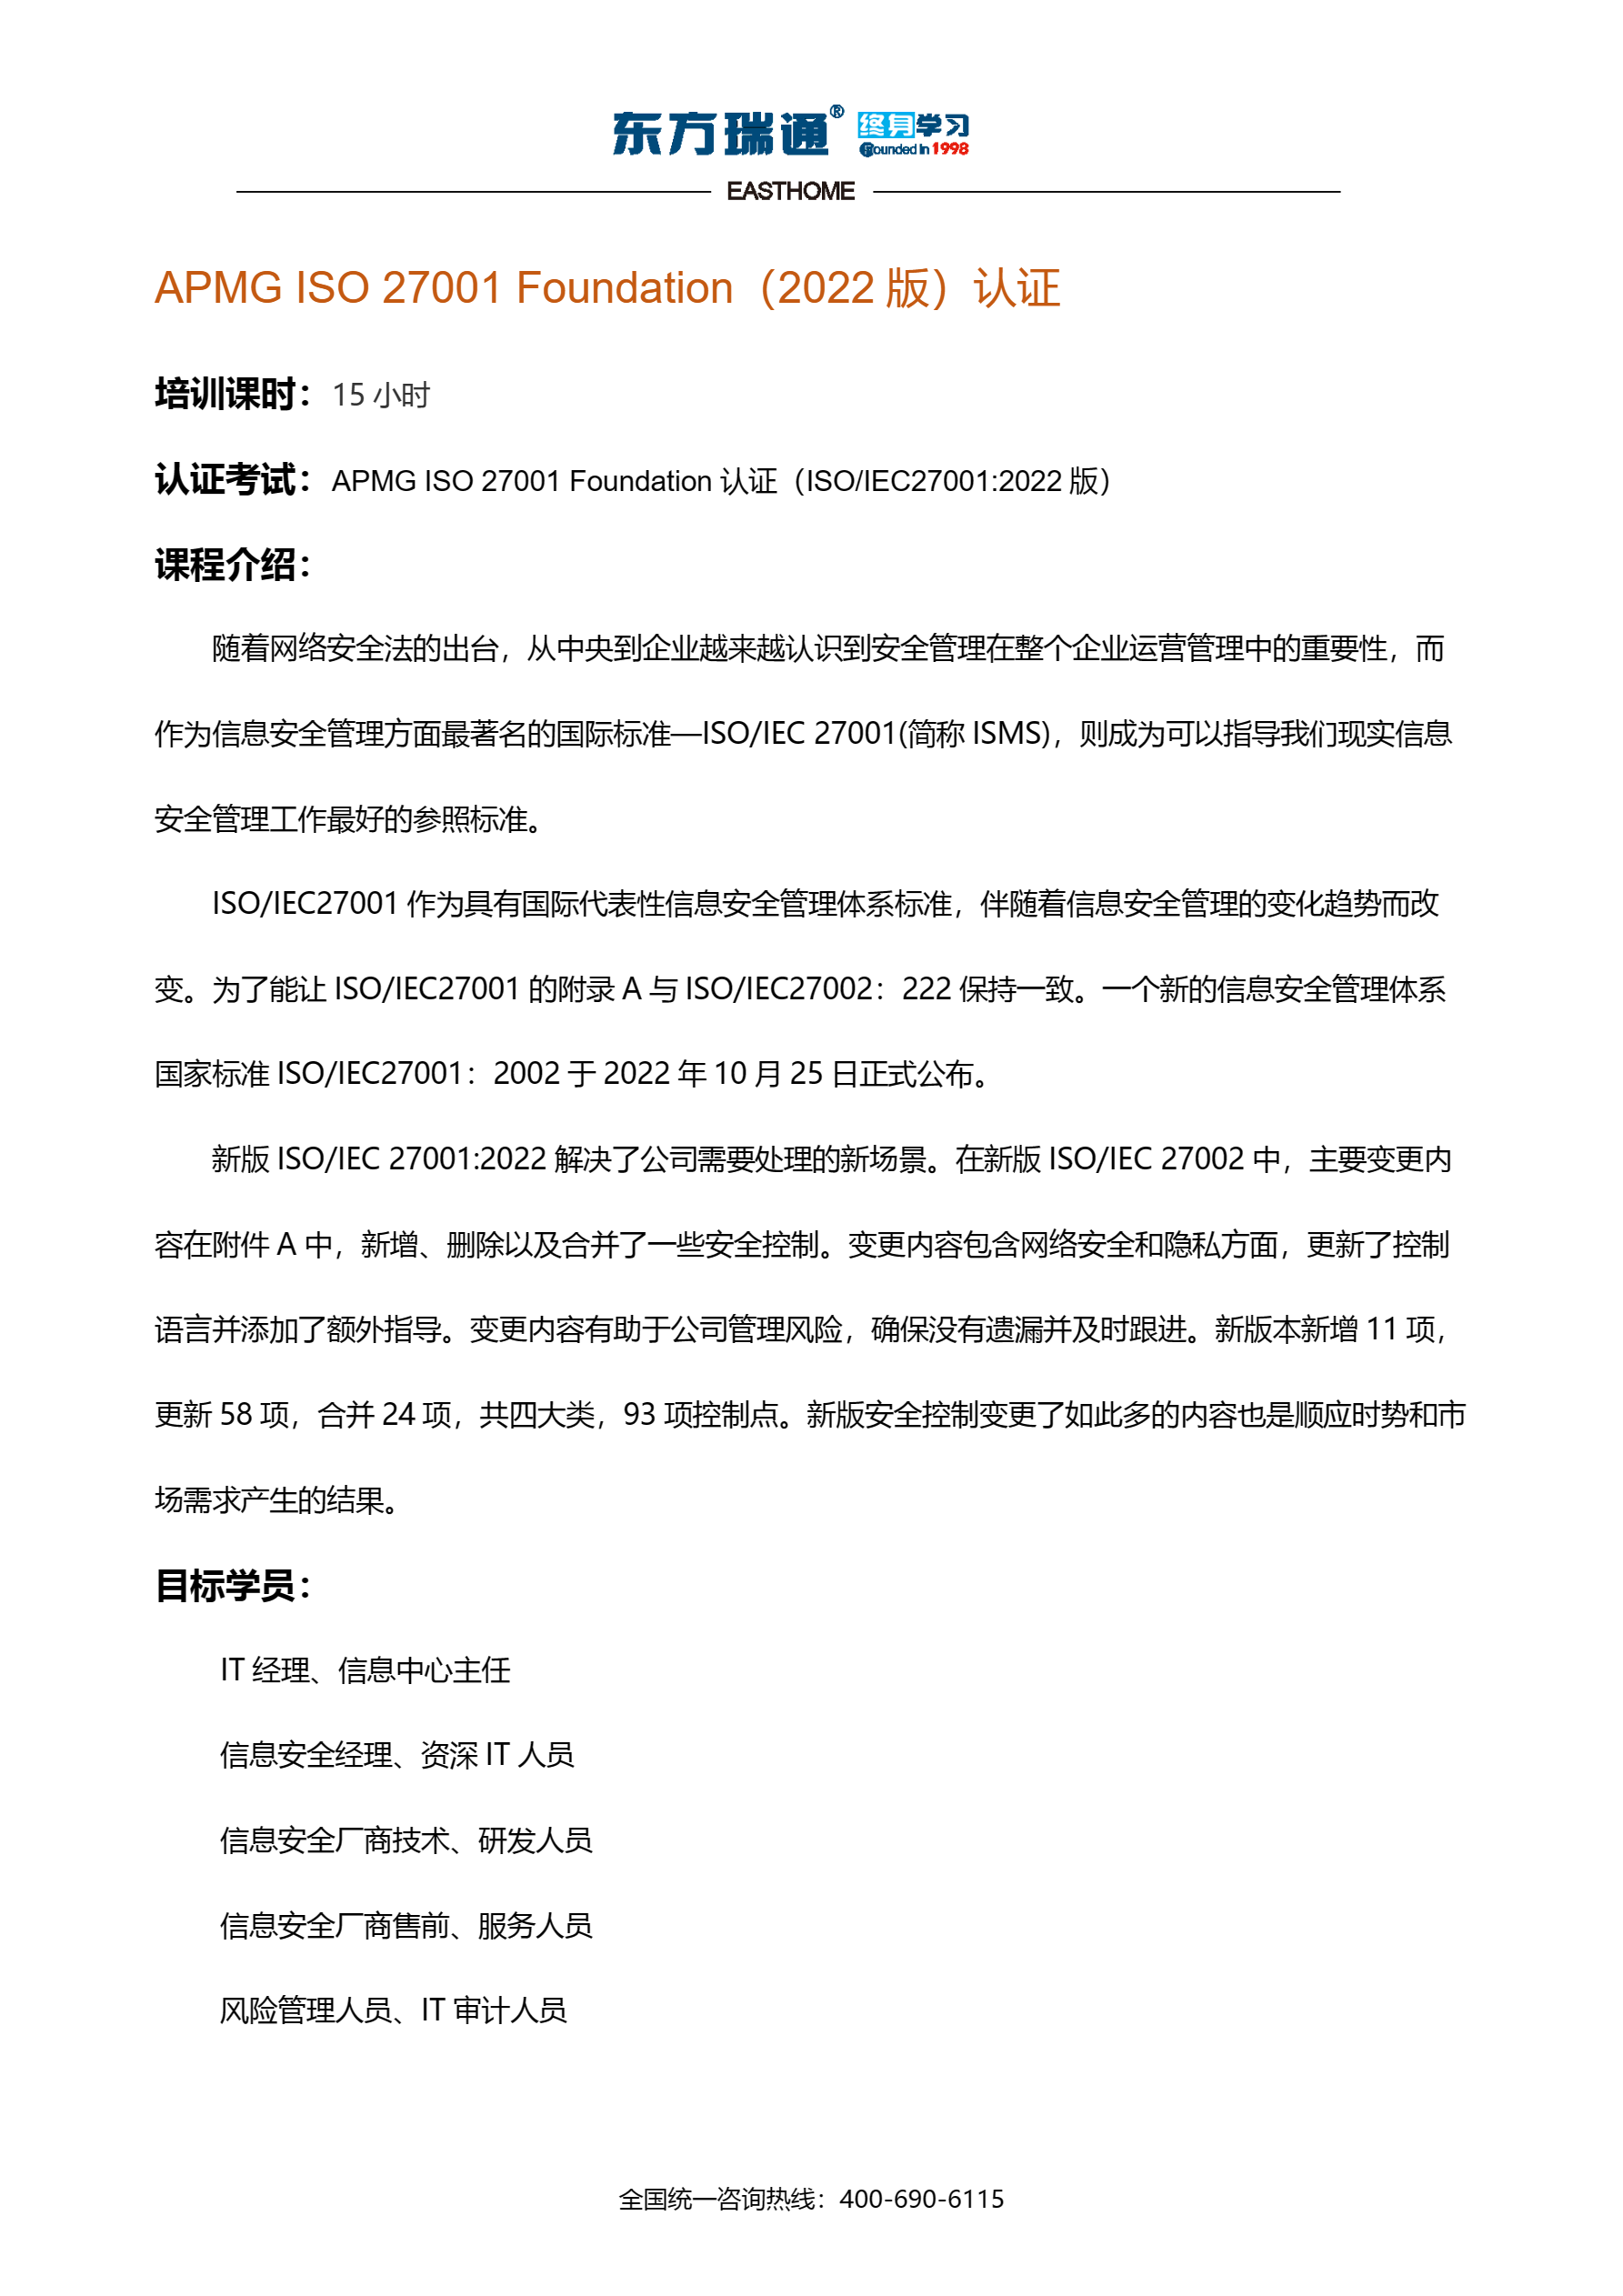 东方瑞通® 终身学习
Founded in 1998
EASTHOME
APMG ISO 27001 Foundation（2022 版）认证
培训课时：15 小时
认证考试：APMG ISO 27001 Foundation 认证（ISO/IEC27001:2022 版）
课程介绍：
随着网络安全法的出台，从中央到企业越来越认识到安全管理在整个企业运营管理中的重要性，而
作为信息安全管理方面最著名的国际标准—ISO/IEC 27001(简称 ISMS)，则成为可以指导我们现实信息
安全管理工作最好的参照标准。
ISO/IEC27001 作为具有国际代表性信息安全管理体系标准，伴随着信息安全管理的变化趋势而改
变。为了能让 ISO/IEC27001 的附录 A 与 ISO/IEC27002：222 保持一致。一个新的信息安全管理体系
国家标准 ISO/IEC27001：2002 于 2022 年 10 月 25 日正式公布。
新版 ISO/IEC 27001:2022 解决了公司需要处理的新场景。在新版 ISO/IEC 27002 中，主要变更内
容在附件 A 中，新增、删除以及合并了一些安全控制。变更内容包含网络安全和隐私方面，更新了控制
语言并添加了额外指导。变更内容有助于公司管理风险，确保没有遗漏并及时跟进。新版本新增 11 项，
更新 58 项，合并 24 项，共四大类，93 项控制点。新版安全控制变更了如此多的内容也是顺应时势和市
场需求产生的结果。
目标学员：
IT 经理、信息中心主任
信息安全经理、资深 IT 人员
信息安全厂商技术、研发人员
信息安全厂商售前、服务人员
风险管理人员、IT 审计人员
全国统一咨询热线：400-690-6115